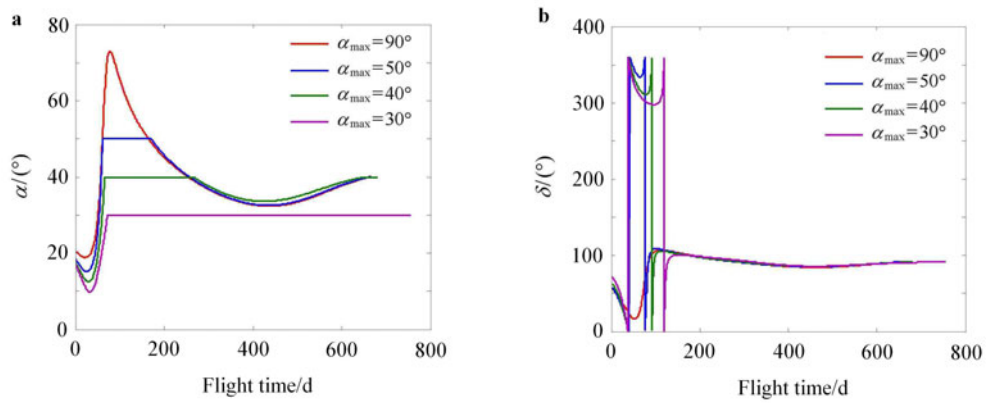 a
80
60
40
20
0
α/(°)
αmax=90°
αmax=50°
αmax=40°
αmax=30°
0 200 400 600 800
Flight time/d
b
400
300
200
100
0
δ/(°)
αmax=90°
αmax=50°
αmax=40°
αmax=30°
0 200 400 600 800
Flight time/d